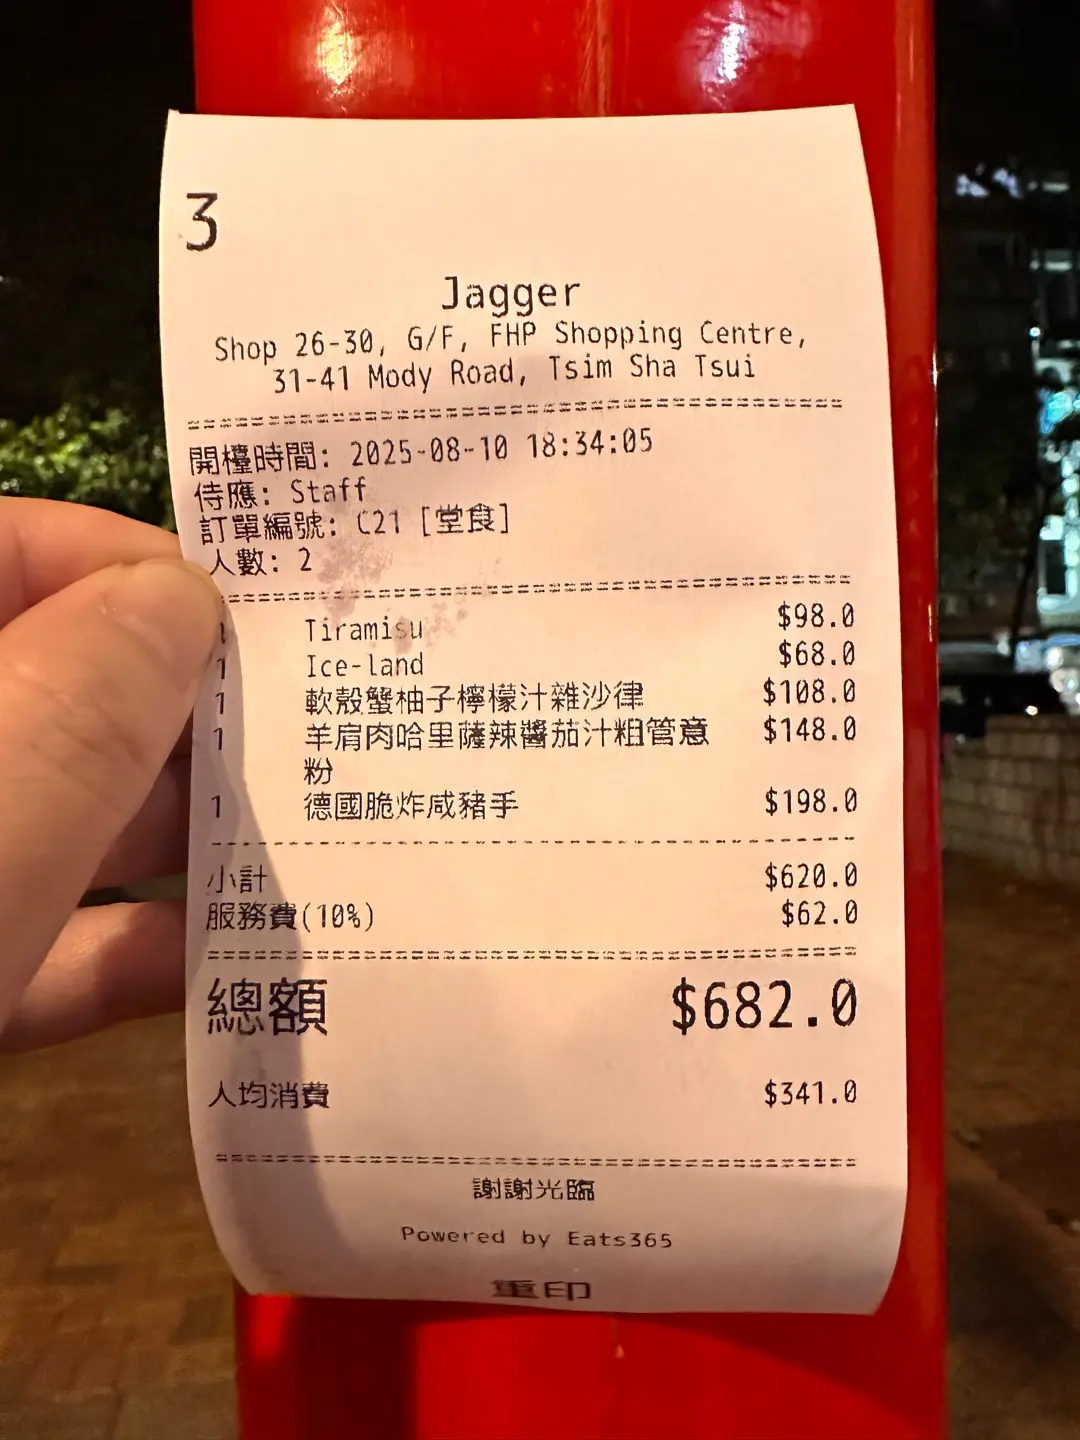 3
Jagger
Shop 26-30, G/F, FHP Shopping Centre,
31-41 Mody Road, Tsim Sha Tsui
開檯時間: 2025-08-10 18:34:05
侍應: Staff
訂單編號: C21 [堂食]
人數: 2
1 Tiramisu $98.0
1 Ice-land $68.0
1 軟殼蟹柚子檸檬汁雜沙律 $108.0
1 羊肩肉哈里薩辣醬茄汁粗管意 $148.0
粉
1 德國脆炸咸豬手 $198.0
小計 $620.0
服務費(10%) $62.0
總額 $682.0
人均消費 $341.0
謝謝光臨
Powered by Eats365
重印